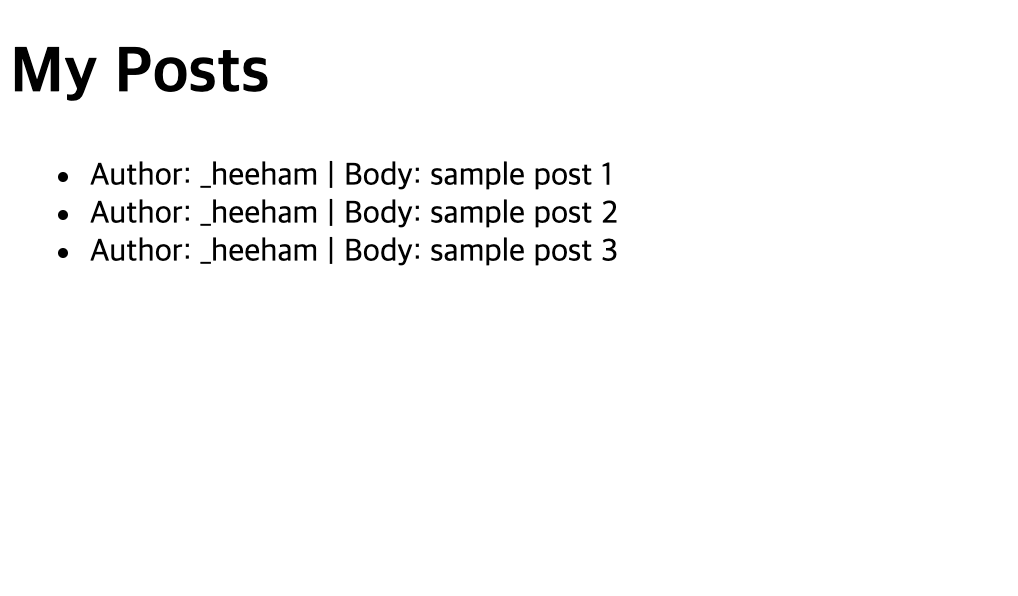 My Posts
• Author: _heeham | Body: sample post 1
• Author: _heeham | Body: sample post 2
• Author: _heeham | Body: sample post 3